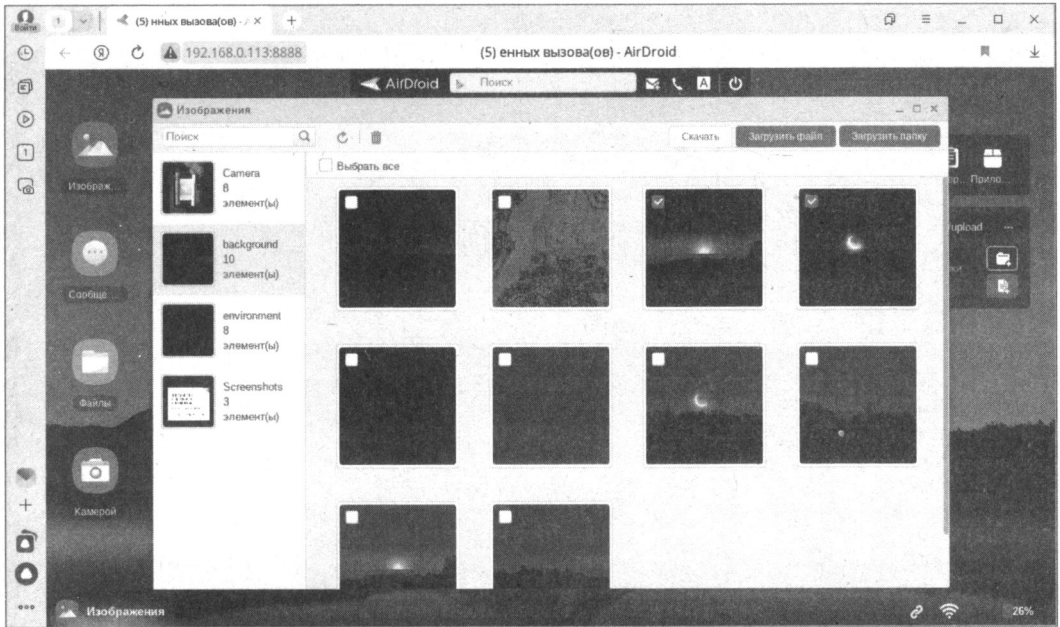 Войти
1
(5) нных вызова(ов) - A
192.168.0.113:8888
(5) енных вызова(ов) - AirDroid
AirDroid
Поиск
A
Изображения
Поиск
Скачать
Загрузить файл
Загрузить папку
Выбрать все
Camera
8
элемент(ы)
background
10
элемент(ы)
environment
8
элемент(ы)
Screenshots
3
элемент(ы)
1
Изображ...
Сообще...
Файлы
Камерой
Прило...
upload
Изображения
26%